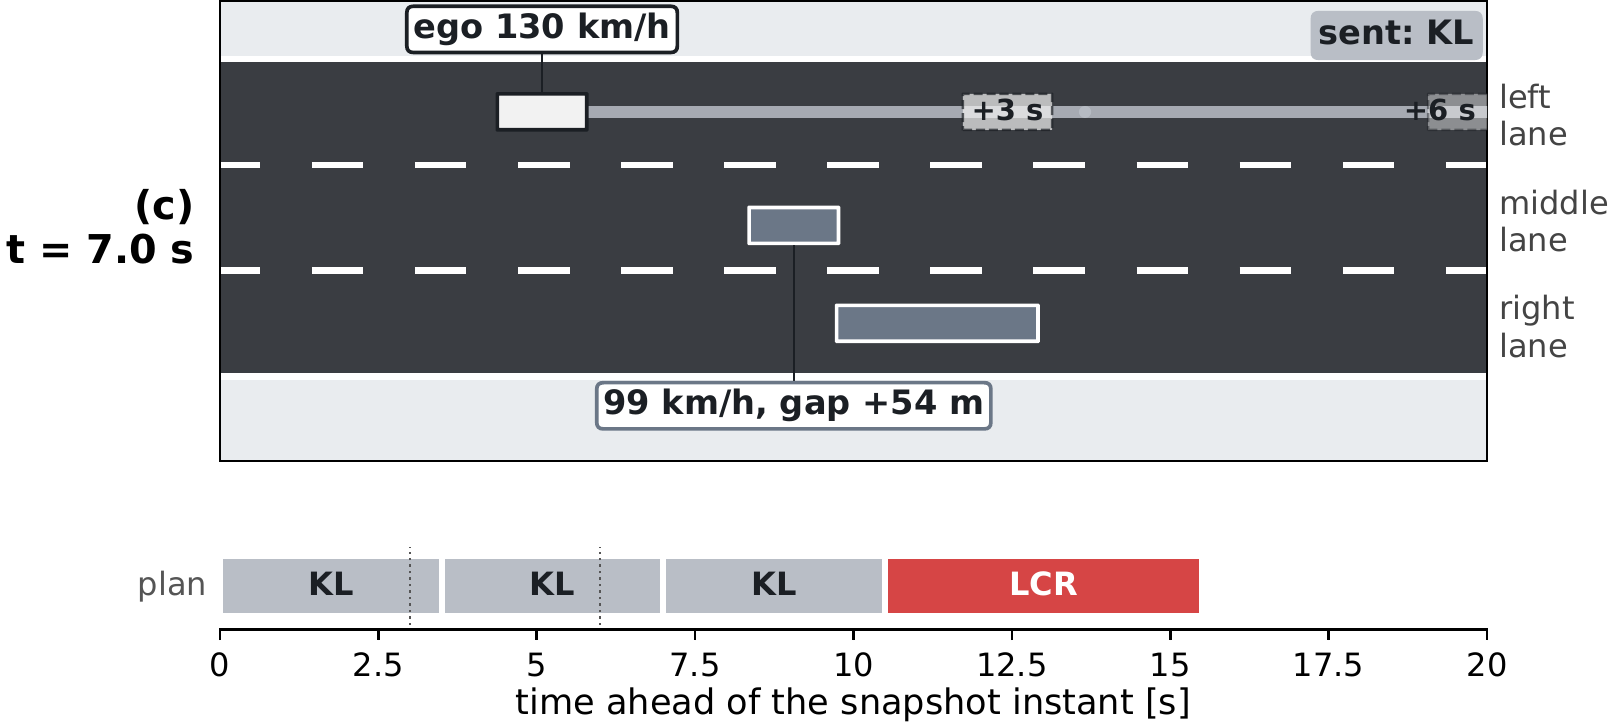 ego 130 km/h
sent: KL
+3 s
+6 s
left
lane
(c)
t = 7.0 s
middle
lane
right
lane
99 km/h, gap +54 m
plan
KL
KL
KL
LCR
0
2.5
5
7.5
10
12.5
15
17.5
20
time ahead of the snapshot instant [s]